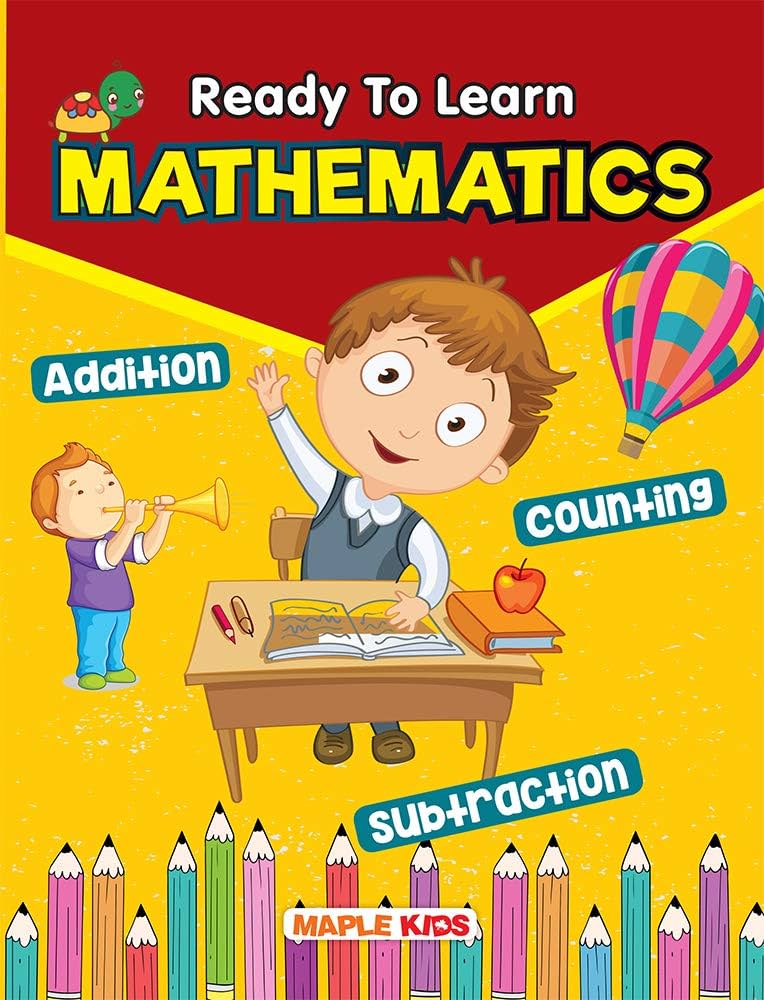 Ready To Learn
MATHEMATICS
Addition
counting
subtraction
MAPLE KIDS